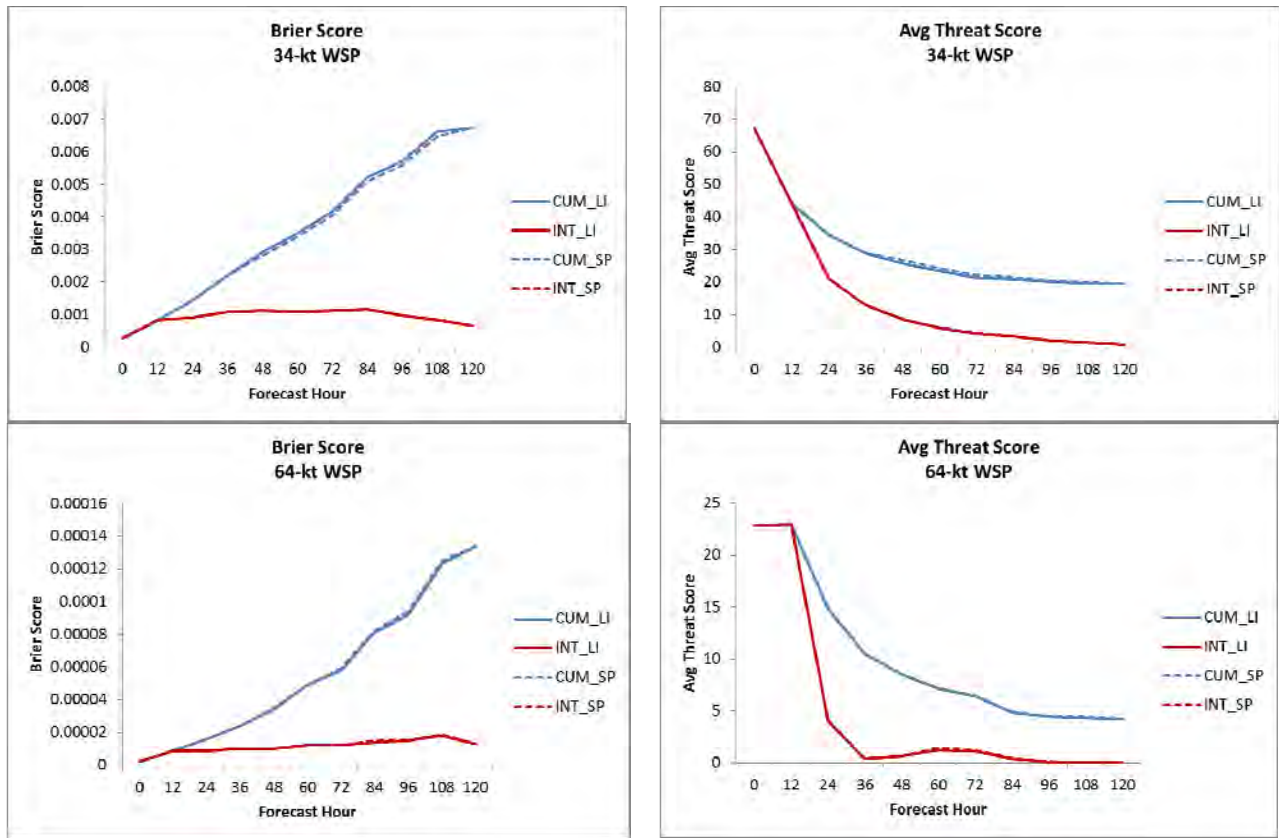 Brier Score
34-kt WSP
0.008
0.007
0.006
0.005
0.004
0.003
0.002
0.001
0
Brier Score
0 12 24 36 48 60 72 84 96 108 120
Forecast Hour
CUM_LI
INT_LI
CUM_SP
INT_SP
Avg Threat Score
34-kt WSP
80
70
60
50
40
30
20
10
0
Avg Threat Score
0 12 24 36 48 60 72 84 96 108 120
Forecast Hour
CUM_LI
INT_LI
CUM_SP
INT_SP
Brier Score
64-kt WSP
0.00016
0.00014
0.00012
0.0001
0.00008
0.00006
0.00004
0.00002
0
Brier Score
0 12 24 36 48 60 72 84 96 108 120
Forecast Hour
CUM_LI
INT_LI
CUM_SP
INT_SP
Avg Threat Score
64-kt WSP
25
20
15
10
5
0
Avg Threat Score
0 12 24 36 48 60 72 84 96 108 120
Forecast Hour
CUM_LI
INT_LI
CUM_SP
INT_SP